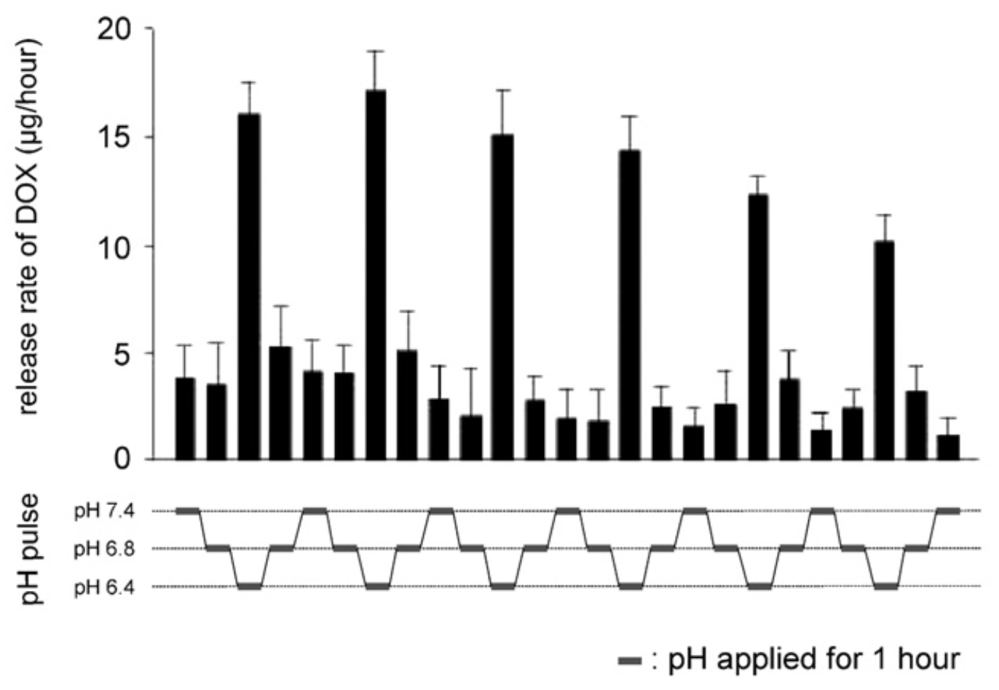 release rate of DOX (µg/hour)
20
15
10
5
0
pH pulse
pH 7.4
pH 6.8
pH 6.4
: pH applied for 1 hour